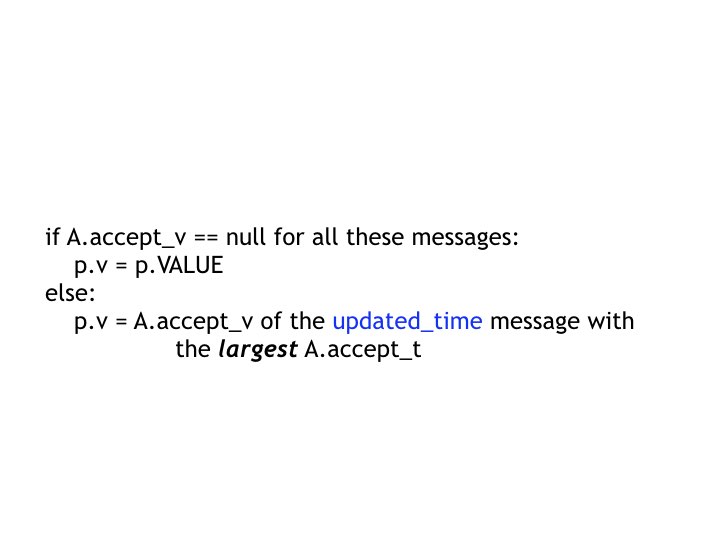 if A.accept_v == null for all these messages:
p.v = p.VALUE
else:
p.v = A.accept_v of the updated_time message with
the largest A.accept_t